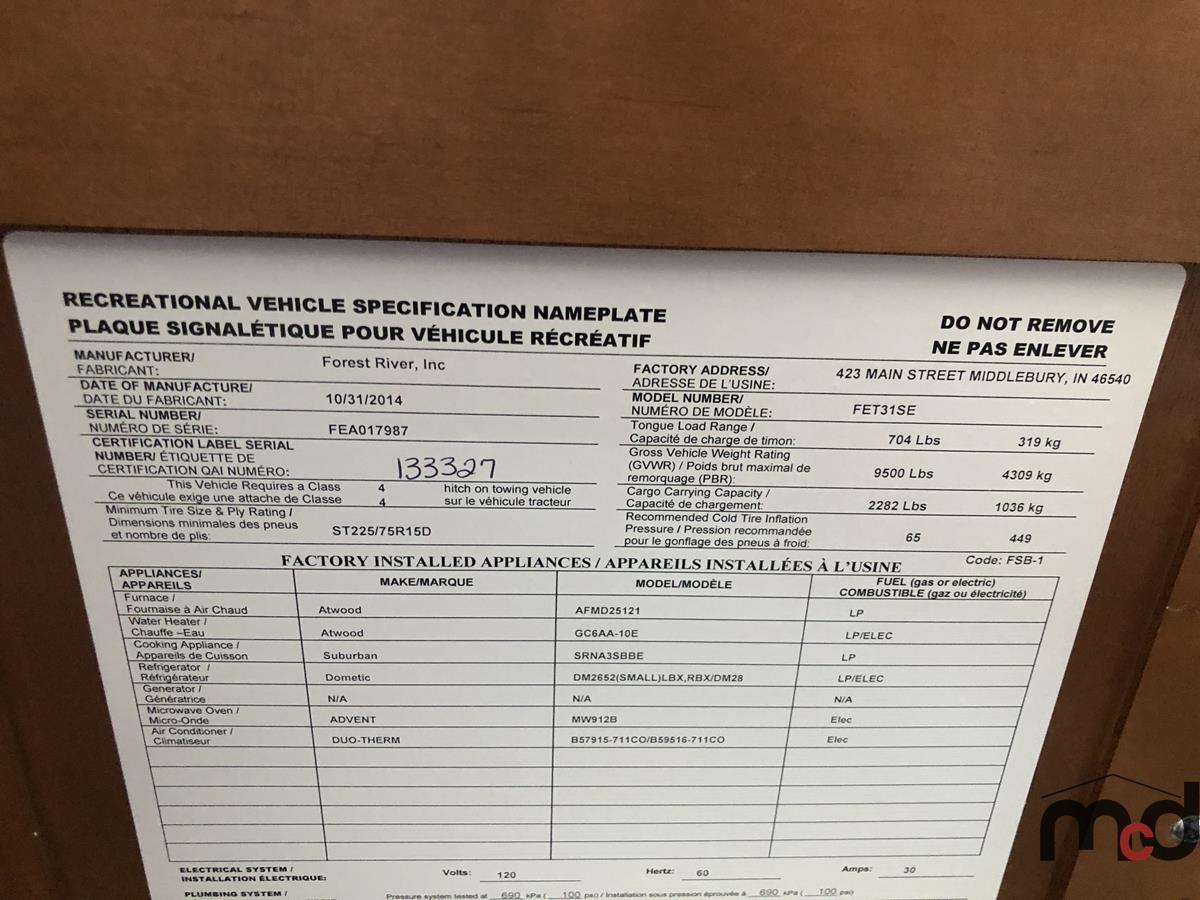 RECREATIONAL VEHICLE SPECIFICATION NAMEPLATE
PLAQUE SIGNALÉTIQUE POUR VÉHICULE RÉCRÉATIF
DO NOT REMOVE
NE PAS ENLEVER
MANUFACTURER/
FABRICANT: Forest River, Inc
DATE OF MANUFACTURE/
DATE DU FABRICANT: 10/31/2014
SERIAL NUMBER/
NUMÉRO DE SÉRIE: FEA017987
CERTIFICATION LABEL SERIAL
NUMBER/ ÉTIQUETTE DE
CERTIFICATION QAI NUMÉRO: 133327
This Vehicle Requires a Class 4 hitch on towing vehicle
Ce véhicule exige une attache de Classe 4 sur le véhicule tracteur
Minimum Tire Size & Ply Rating /
Dimensions minimales des pneus
et nombre de plis: ST225/75R15D
FACTORY ADDRESS/
ADRESSE DE L'USINE: 423 MAIN STREET MIDDLEBURY, IN 46540
MODEL NUMBER/
NUMÉRO DE MODÈLE: FET31SE
Tongue Load Range /
Capacité de charge de timon: 704 Lbs 319 kg
Gross Vehicle Weight Rating
(GVWR) / Poids brut maximal de
remorquage (PBR): 9500 Lbs 4309 kg
Cargo Carrying Capacity /
Capacité de chargement: 2282 Lbs 1036 kg
Recommended Cold Tire Inflation
Pressure / Pression recommandée
pour le gonflage des pneus à froid: 65 449
FACTORY INSTALLED APPLIANCES / APPAREILS INSTALLÉES À L'USINE
Code: FSB-1
APPLIANCES/
APPAREILS MAKE/MARQUE MODEL/MODÈLE FUEL (gas or electric)
COMBUSTIBLE (gaz ou électricité)
Furnace /
Fournaise à Air Chaud Atwood AFMD25121 LP
Water Heater /
Chauffe –Eau Atwood GC6AA-10E LP/ELEC
Cooking Appliance /
Appareils de Cuisson Suburban SRNA3SBBE LP
Refrigerator /
Réfrigérateur Dometic DM2652(SMALL)LBX,RBX/DM28 LP/ELEC
Generator /
Génératrice N/A N/A N/A
Microwave Oven /
Micro-Onde ADVENT MW912B Elec
Air Conditioner /
Climatiseur DUO-THERM B57915-711CO/B59516-711CO Elec
ELECTRICAL SYSTEM /
INSTALLATION ÉLECTRIQUE: Volts: 120 Hertz: 60 Amps: 30
PLUMBING SYSTEM /
Pressure system tested at 690 kPa ( 100 psi) / Installation sous pression éprouvée à 690 kPa ( 100 psi)
mcd